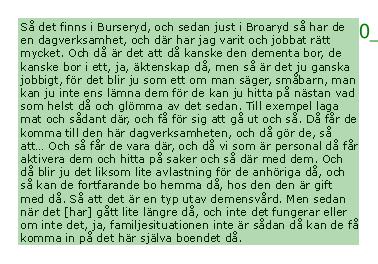 Så det finns i Burseryd, och sedan just i Broaryd så har de
en dagverksamhet, och där har jag varit och jobbat rätt
mycket. Och då är det att då kanske den dementa bor, de
kanske bor i ett, ja, äktenskap då, men så är det ju ganska
jobbigt, för det blir ju som ett om man säger, småbarn, man
kan ju inte ens lämna dem för de kan ju hitta på nästan vad
som helst då och glömma av det sedan. Till exempel laga
mat och sådant där, och få för sig att gå ut och så. Då får de
komma till den här dagverksamheten, och då gör de, så
att... Och så får de vara där, och då vi som är personal då får
aktivera dem och hitta på saker och så där med dem. Och
då blir ju det liksom lite avlastning för de anhöriga då, och
så kan de fortfarande bo hemma då, hos den den är gift
med då. Så att det är en typ utav demensvård. Men sedan
när det [har] gått lite längre då, och inte det fungerar eller
om inte det, ja, familjesituationen inte är sådan då kan de få
komma in på det här själva boendet då.
0_